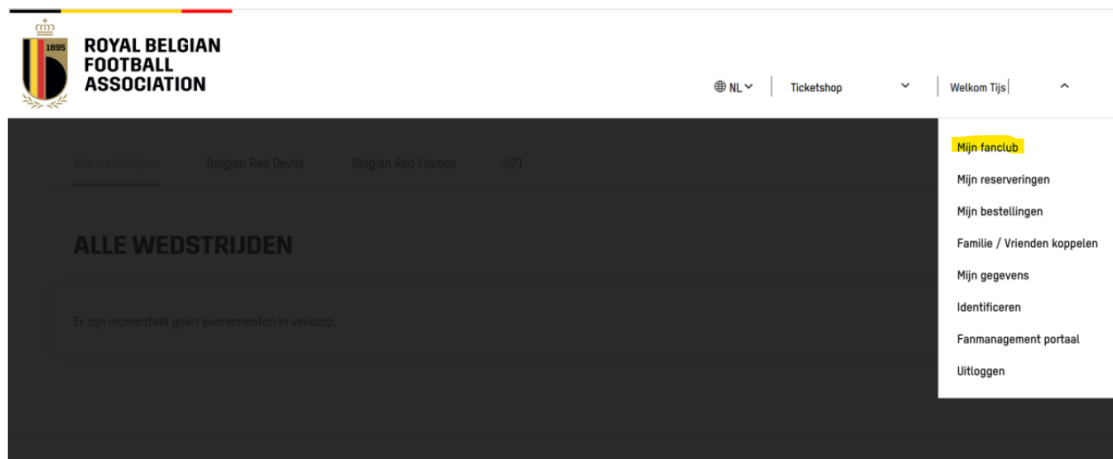 1895
ROYAL BELGIAN
FOOTBALL
ASSOCIATION
NL
Ticketshop
Welkom Tijs
Alle wedstrijden
Belgian Red Devils
Belgian Red Flames
U21
ALLE WEDSTRIJDEN
Er zijn momenteel geen evenementen in verkoop.
Mijn fanclub
Mijn reserveringen
Mijn bestellingen
Familie / Vrienden koppelen
Mijn gegevens
Identificeren
Fanmanagement portaal
Uitloggen